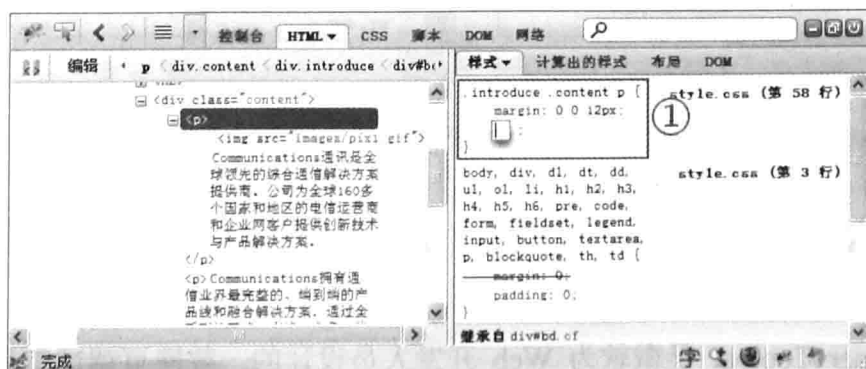 控制台 HTML CSS 脚本 DOM 网络
编辑 p < div.content < div.introduce < div#bd
<div class="content">
<p>
<img src="images/pix1.gif">
Communications通讯是全
球领先的综合通信解决方案
提供商。公司为全球160多
个国家和地区的电信运营商
和企业网客户提供创新技术
与产品解决方案。
</p>
<p>Communications拥有通
信业界最完整的、端到端的产
品线和融合解决方案，通过全
完成
样式 计算出的样式 布局 DOM
.introduce .content p { style.css (第 58 行)
margin: 0 0 12px;
;
}
①
body, div, dl, dt, dd, style.css (第 3 行)
ul, ol, li, h1, h2, h3,
h4, h5, h6, pre, code,
form, fieldset, legend,
input, button, textarea,
p, blockquote, th, td {
margin: 0;
padding: 0;
}
继承自 div#bd.cf
字